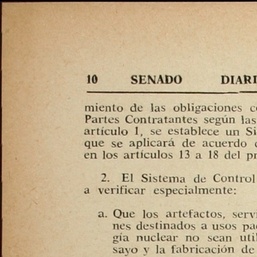 10 SENADO DIARI
miento de las obligaciones c
Partes Contratantes según las
artículo 1, se establece un Si
que se aplicará de acuerdo
en los artículos 13 a 18 del pr
2. El Sistema de Control
a verificar especialmente:
a. Que los artefactos, servi
nes destinados a usos pac
gía nuclear no sean util
sayo y la fabricación de